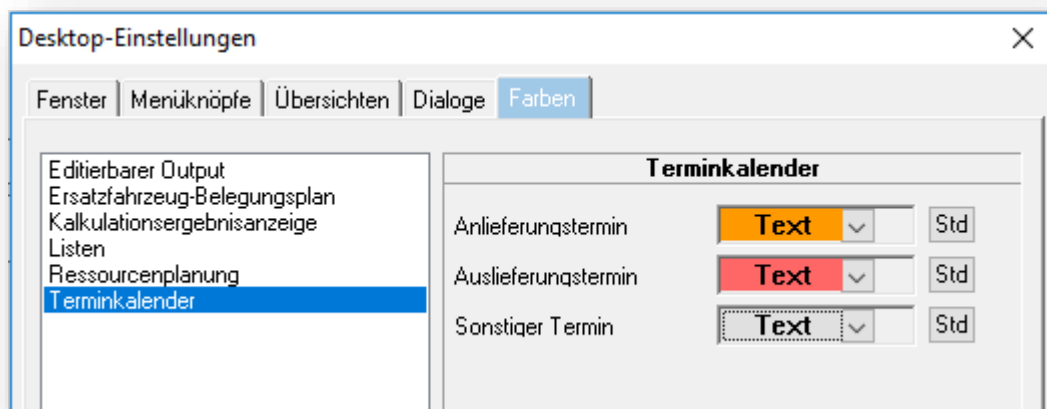 Desktop-Einstellungen
Fenster Menüknöpfe Übersichten Dialoge Farben
Editierbarer Output
Ersatzfahrzeug-Belegungsplan
Kalkulationsergebnisanzeige
Listen
Ressourcenplanung
Terminkalender
Terminkalender
Anlieferungstermin Text Std
Auslieferungstermin Text Std
Sonstiger Termin Text Std